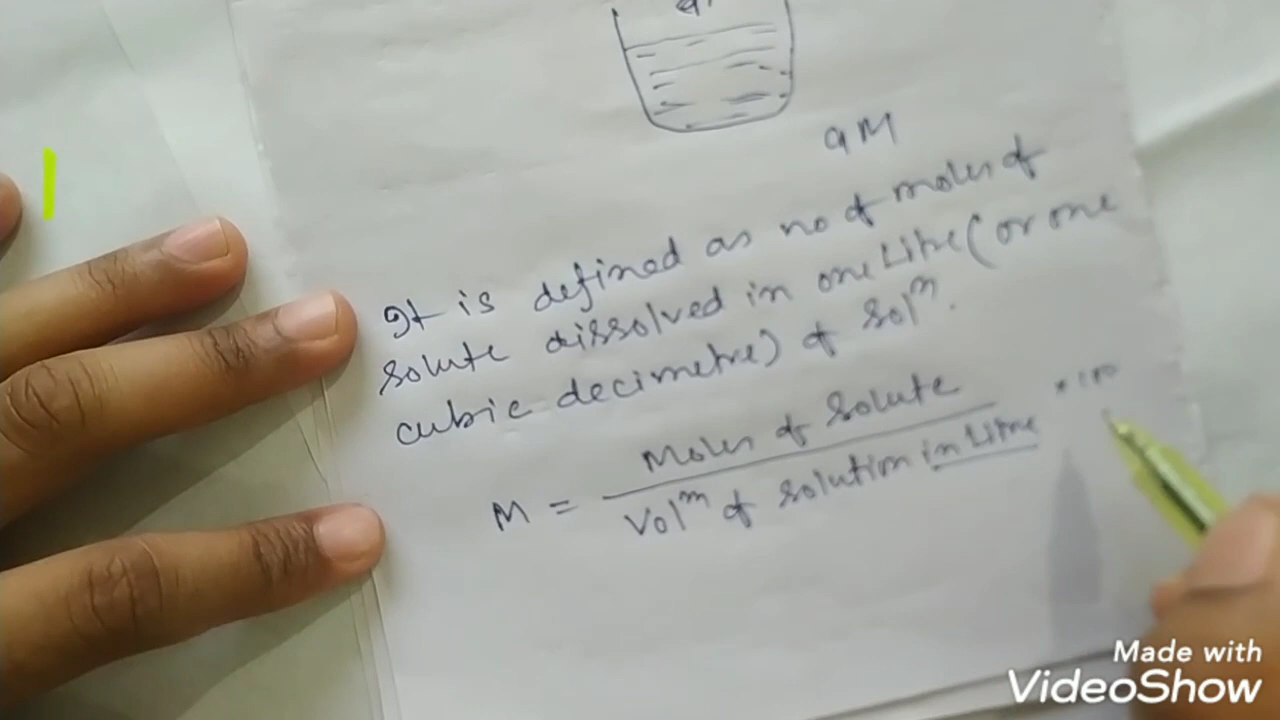 9M
It is defined as no of moles of
solute dissolved in one Litre (or one
cubic decimetre) of Solⁿ.
M = Moles of Solute
Volᵐ of solution in Litre
Made with
VideoShow